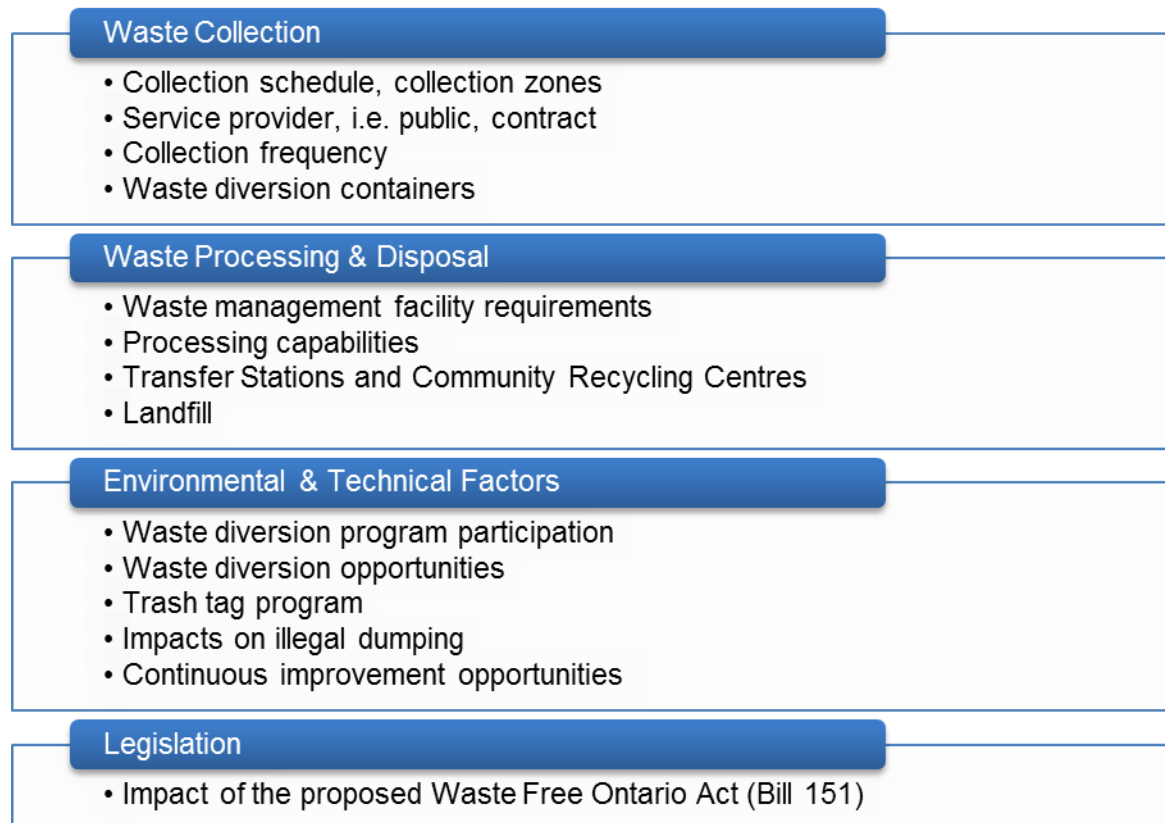 Waste Collection
• Collection schedule, collection zones
• Service provider, i.e. public, contract
• Collection frequency
• Waste diversion containers
Waste Processing & Disposal
• Waste management facility requirements
• Processing capabilities
• Transfer Stations and Community Recycling Centres
• Landfill
Environmental & Technical Factors
• Waste diversion program participation
• Waste diversion opportunities
• Trash tag program
• Impacts on illegal dumping
• Continuous improvement opportunities
Legislation
• Impact of the proposed Waste Free Ontario Act (Bill 151)